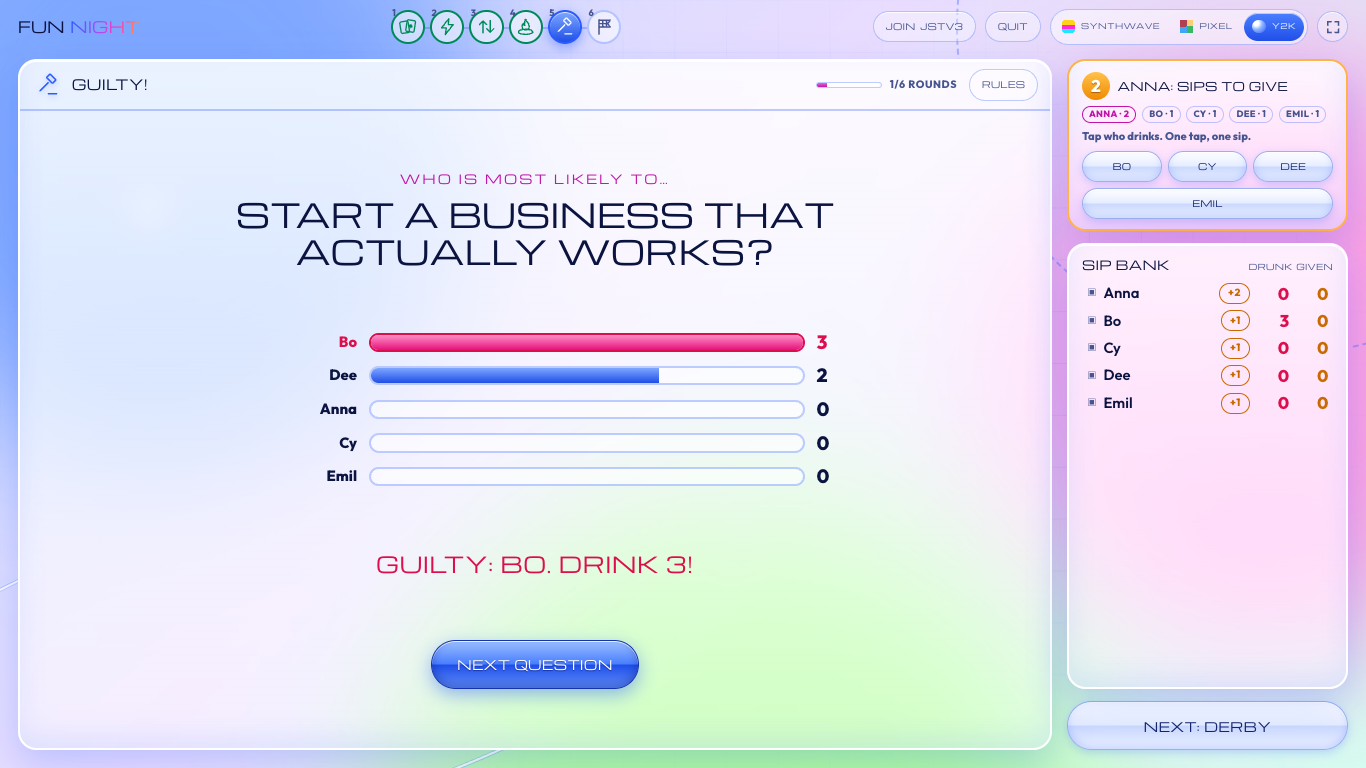 FUN NIGHT
1 2 3 4 5 6
JOIN JSTV3
QUIT
SYNTHWAVE
PIXEL
Y2K
GUILTY!
1/6 ROUNDS
RULES
WHO IS MOST LIKELY TO…
START A BUSINESS THAT
ACTUALLY WORKS?
Bo 3
Dee 2
Anna 0
Cy 0
Emil 0
GUILTY: BO. DRINK 3!
NEXT QUESTION
2 ANNA: SIPS TO GIVE
ANNA · 2 BO · 1 CY · 1 DEE · 1 EMIL · 1
Tap who drinks. One tap, one sip.
BO CY DEE
EMIL
SIP BANK DRUNK GIVEN
Anna +2 0 0
Bo +1 3 0
Cy +1 0 0
Dee +1 0 0
Emil +1 0 0
NEXT: DERBY